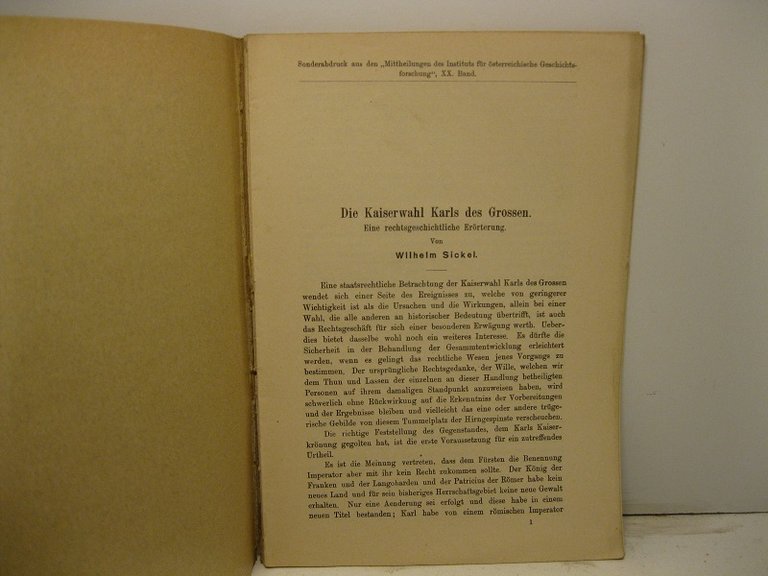 Sonderabdruck aus den „Mittheilungen des Instituts für österreichische Geschichts-
forschung“, XX. Band.
Die Kaiserwahl Karls des Grossen.
Eine rechtsgeschichtliche Erörterung.
Von
Wilhelm Sickel.
Eine staatsrechtliche Betrachtung der Kaiserwahl Karls des Grossen
wendet sich einer Seite des Ereignisses zu, welche von geringerer
Wichtigkeit ist als die Ursachen und die Wirkungen, allein bei einer
Wahl, die alle anderen an historischer Bedeutung übertrifft, ist auch
das Rechtsgeschäft für sich einer besonderen Erwägung werth. Ueber-
dies bietet dasselbe wohl noch ein weiteres Interesse. Es dürfte die
Sicherheit in der Behandlung der Gesammtentwicklung erleichtert
werden, wenn es gelingt das rechtliche Wesen jenes Vorgangs zu
bestimmen. Der ursprüngliche Rechtsgedanke, der Wille, welchen wir
dem Thun und Lassen der einzelnen an dieser Handlung betheiligten
Personen auf ihrem damaligen Standpunkt anzuweisen haben, wird
schwerlich ohne Rückwirkung auf die Erkenntniss der Vorbereitungen
und der Ergebnisse bleiben und vielleicht das eine oder andere trüge-
rische Gebilde von diesem Tummelplatz der Hirngespinste verscheuchen.
Die richtige Feststellung des Gegenstandes, dem Karls Kaiser-
krönung gegolten hat, ist die erste Voraussetzung für ein zutreffendes
Urtheil.
Es ist die Meinung vertreten, dass dem Fürsten die Benennung
Imperator aber mit ihr kein Recht zukommen sollte. Der König der
Franken und der Langobarden und der Patricius der Römer habe kein
neues Land und für sein bisheriges Herrschaftsgebiet keine neue Gewalt
erhalten. Nur eine Aenderung sei erfolgt und diese habe in einem
neuen Titel bestanden; Karl habe von einem römischen Imperator
1